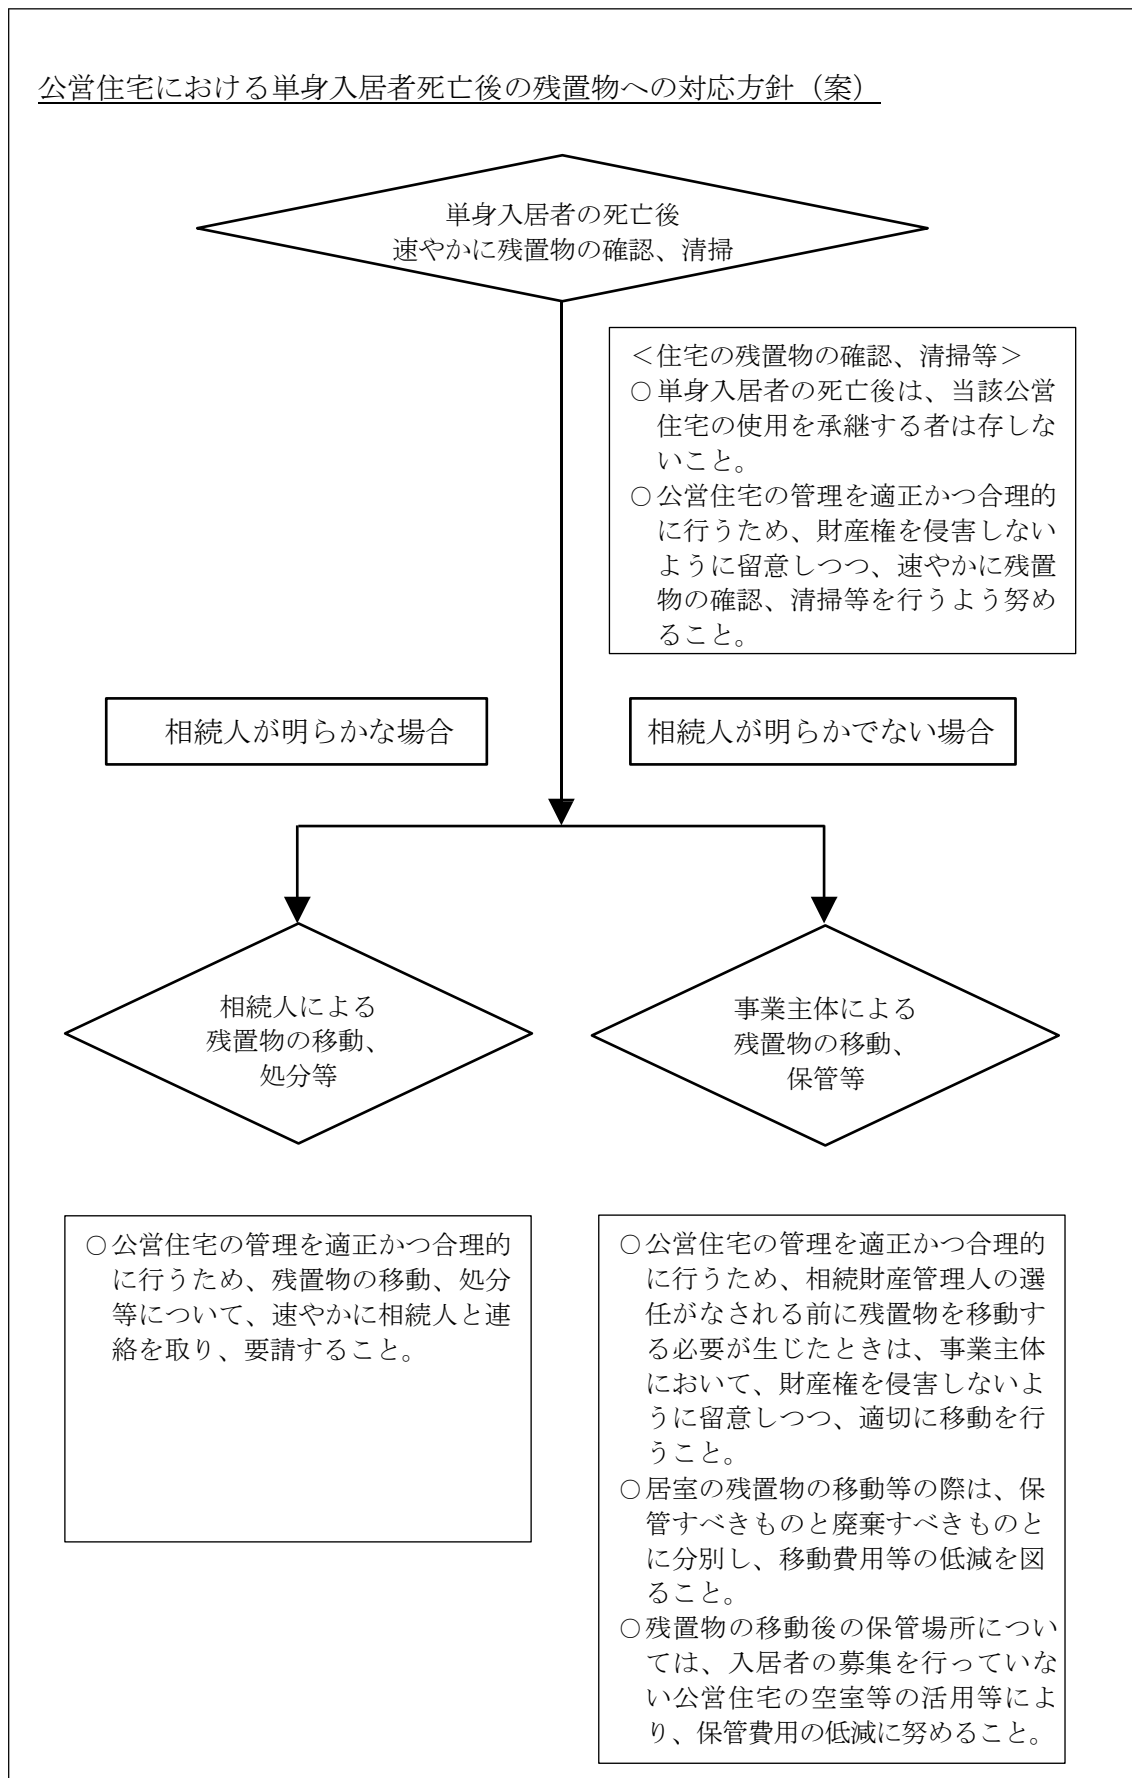 公営住宅における単身入居者死亡後の残置物への対応方針（案）
単身入居者の死亡後
速やかに残置物の確認、清掃
＜住宅の残置物の確認、清掃等＞
○単身入居者の死亡後は、当該公営
住宅の使用を承継する者は存しな
いこと。
○公営住宅の管理を適正かつ合理的
に行うため、財産権を侵害しない
ように留意しつつ、速やかに残置
物の確認、清掃等を行うよう努め
ること。
相続人が明らかな場合
相続人が明らかでない場合
相続人による
残置物の移動、
処分等
事業主体による
残置物の移動、
保管等
○公営住宅の管理を適正かつ合理的
に行うため、残置物の移動、処分
等について、速やかに相続人と連
絡を取り、要請すること。
○公営住宅の管理を適正かつ合理的
に行うため、相続財産管理人の選
任がなされる前に残置物を移動す
る必要が生じたときは、事業主体
において、財産権を侵害しないよ
うに留意しつつ、適切に移動を行
うこと。
○居室の残置物の移動等の際は、保
管すべきものと廃棄すべきものと
に分別し、移動費用等の低減を図
ること。
○残置物の移動後の保管場所につい
ては、入居者の募集を行っていな
い公営住宅の空室等の活用等によ
り、保管費用の低減に努めること。